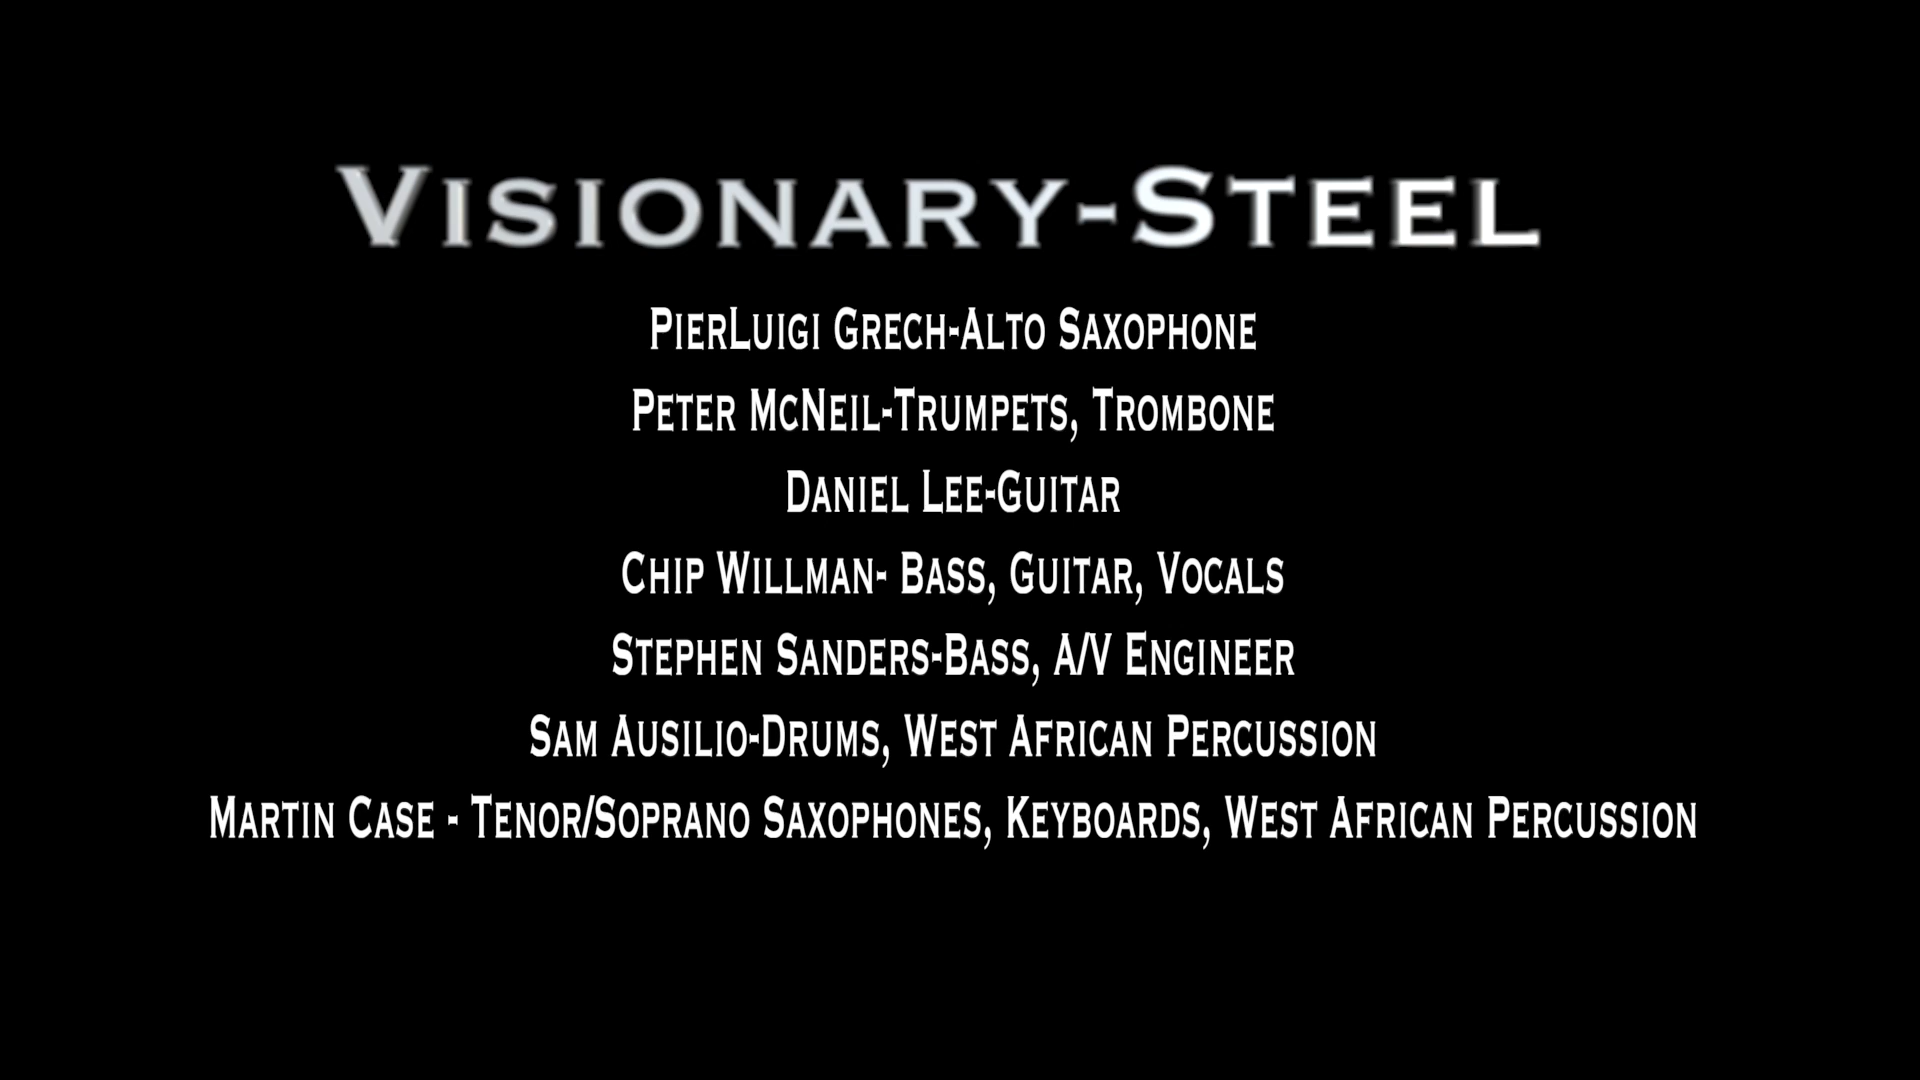 Visionary-Steel
PierLuigi Grech-Alto Saxophone
Peter McNeil-Trumpets, Trombone
Daniel Lee-Guitar
Chip Willman- Bass, Guitar, Vocals
Stephen Sanders-Bass, A/V Engineer
Sam Ausilio-Drums, West African Percussion
Martin Case - Tenor/Soprano Saxophones, Keyboards, West African Percussion